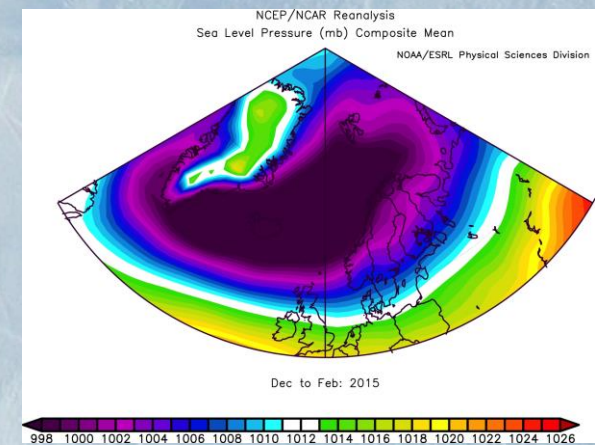 NCEP/NCAR Reanalysis
Sea Level Pressure (mb) Composite Mean
NOAA/ESRL Physical Sciences Division
Dec to Feb: 2015
998 1000 1002 1004 1006 1008 1010 1012 1014 1016 1018 1020 1022 1024 1026